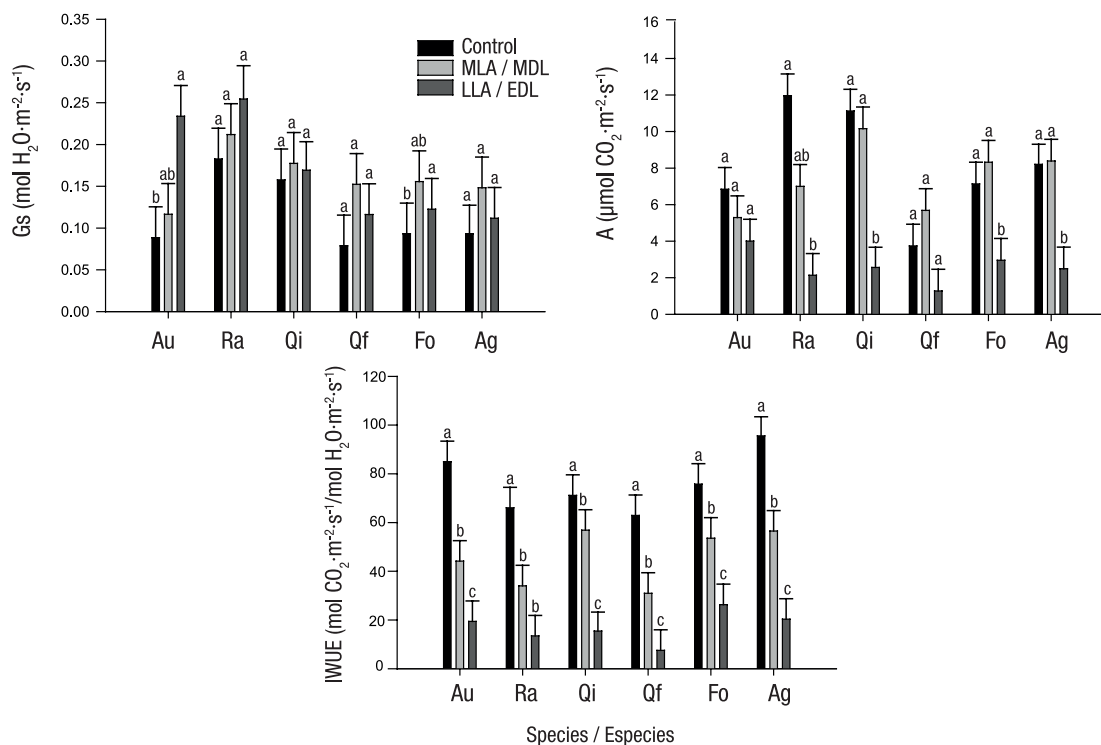 Gs (mol H₂O·m⁻²·s⁻¹)
0.35
0.30
0.25
0.20
0.15
0.10
0.05
0.00
b ab a
a a a
a a a
a a a
b ab a
a a a
Au Ra Qi Qf Fo Ag
Control
MLA / MDL
LLA / EDL
A (µmol CO₂·m⁻²·s⁻¹)
16
14
12
10
8
6
4
2
0
a a a
a ab b
a a b
a a a
a a b
a a b
Au Ra Qi Qf Fo Ag
IWUE (mol CO₂·m⁻²·s⁻¹/mol H₂O·m⁻²·s⁻¹)
120
100
80
60
40
20
0
a b c
a b b
a b c
a b c
a b c
a b c
Au Ra Qi Qf Fo Ag
Species / Especies